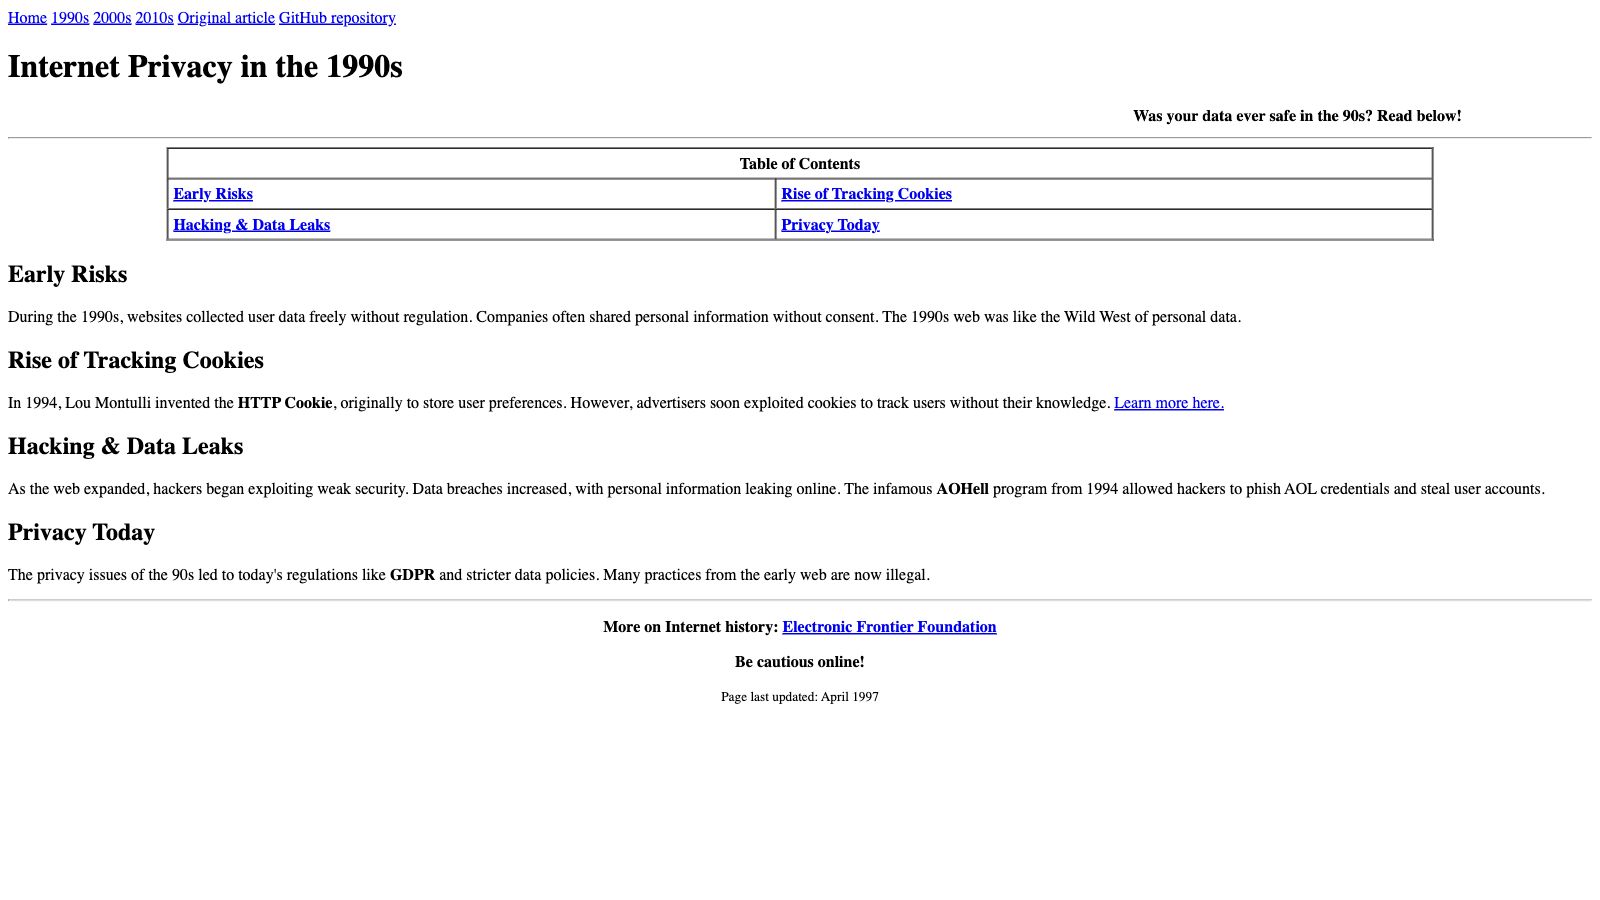 Home 1990s 2000s 2010s Original article GitHub repository
Internet Privacy in the 1990s
Was your data ever safe in the 90s? Read below!
Table of Contents
Early Risks Rise of Tracking Cookies
Hacking & Data Leaks Privacy Today
Early Risks
During the 1990s, websites collected user data freely without regulation. Companies often shared personal information without consent. The 1990s web was like the Wild West of personal data.
Rise of Tracking Cookies
In 1994, Lou Montulli invented the HTTP Cookie, originally to store user preferences. However, advertisers soon exploited cookies to track users without their knowledge. Learn more here.
Hacking & Data Leaks
As the web expanded, hackers began exploiting weak security. Data breaches increased, with personal information leaking online. The infamous AOHell program from 1994 allowed hackers to phish AOL credentials and steal user accounts.
Privacy Today
The privacy issues of the 90s led to today's regulations like GDPR and stricter data policies. Many practices from the early web are now illegal.
More on Internet history: Electronic Frontier Foundation
Be cautious online!
Page last updated: April 1997